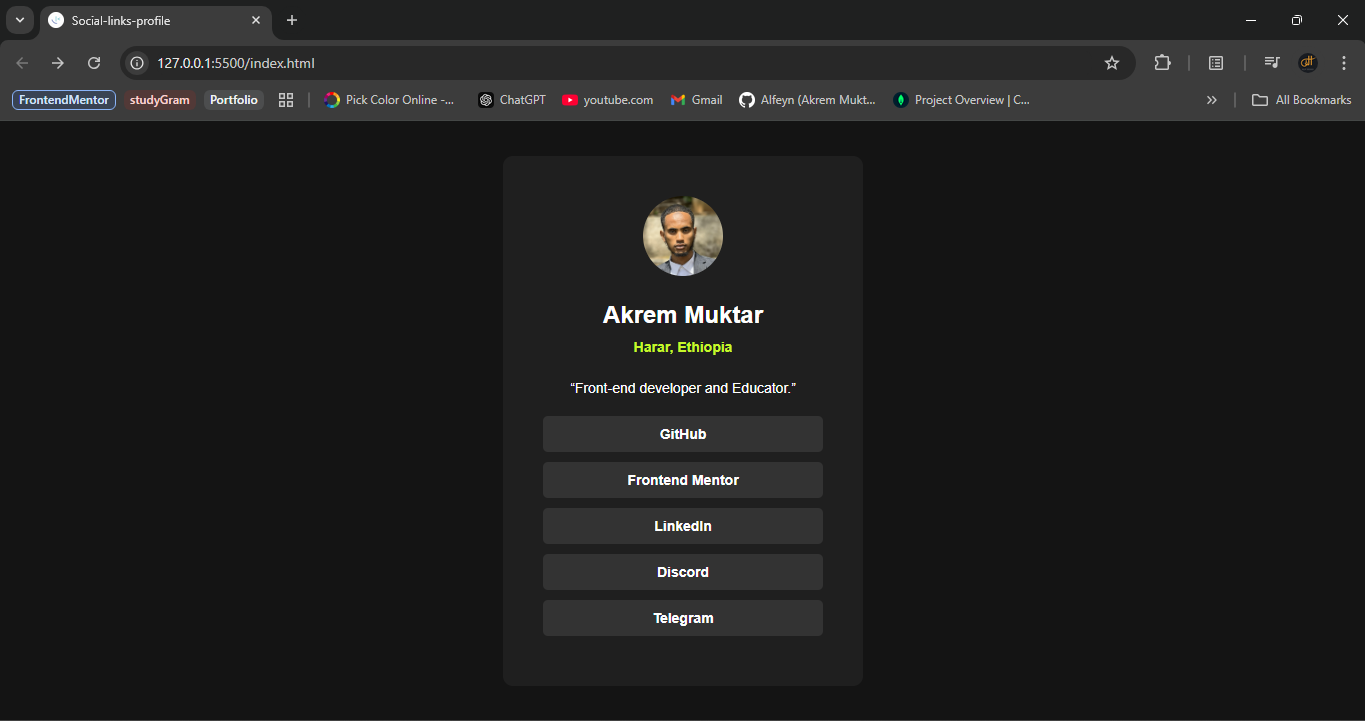 Social-links-profile
127.0.0.1:5500/index.html
FrontendMentor studyGram Portfolio Pick Color Online -... ChatGPT youtube.com Gmail Alfeyn (Akrem Mukt... Project Overview | C... » All Bookmarks
Akrem Muktar
Harar, Ethiopia
“Front-end developer and Educator.”
GitHub
Frontend Mentor
LinkedIn
Discord
Telegram